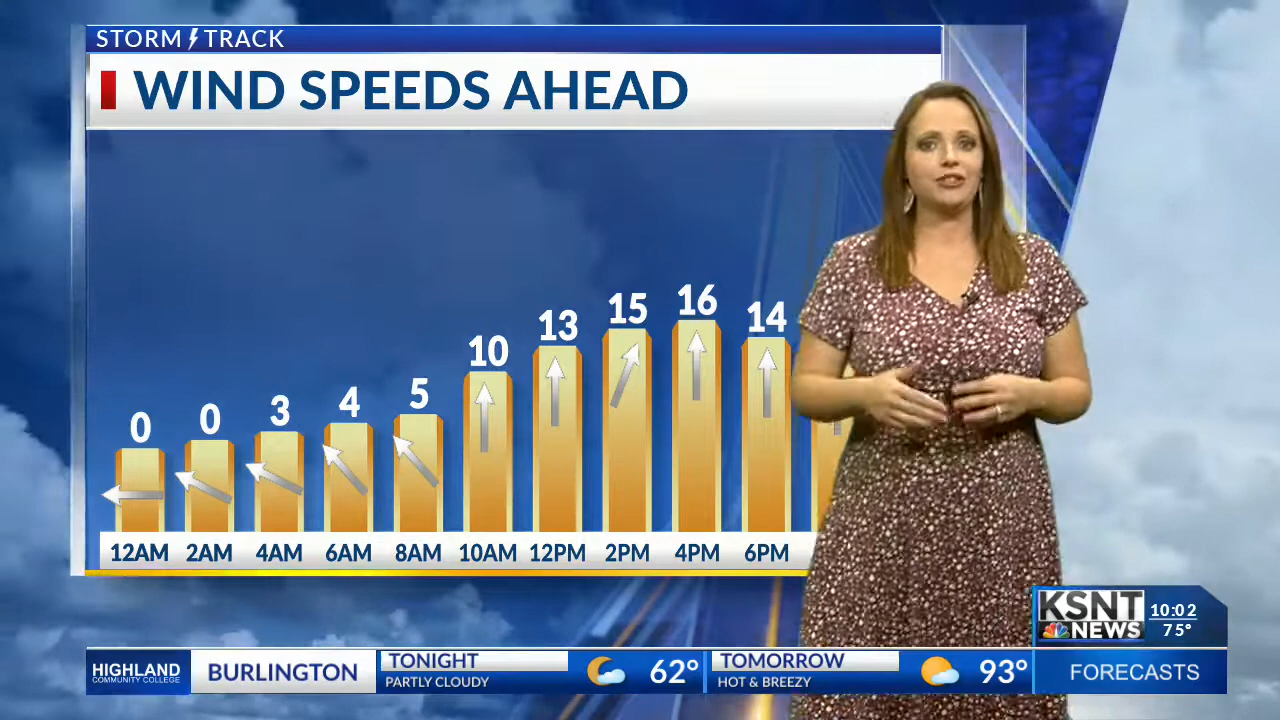 STORM TRACK
WIND SPEEDS AHEAD
0 0 3 4 5 10 13 15 16 14
12AM 2AM 4AM 6AM 8AM 10AM 12PM 2PM 4PM 6PM
KSNT
NEWS
10:02
75°
HIGHLAND
COMMUNITY COLLEGE
BURLINGTON
TONIGHT
PARTLY CLOUDY
62°
TOMORROW
HOT & BREEZY
93°
FORECASTS